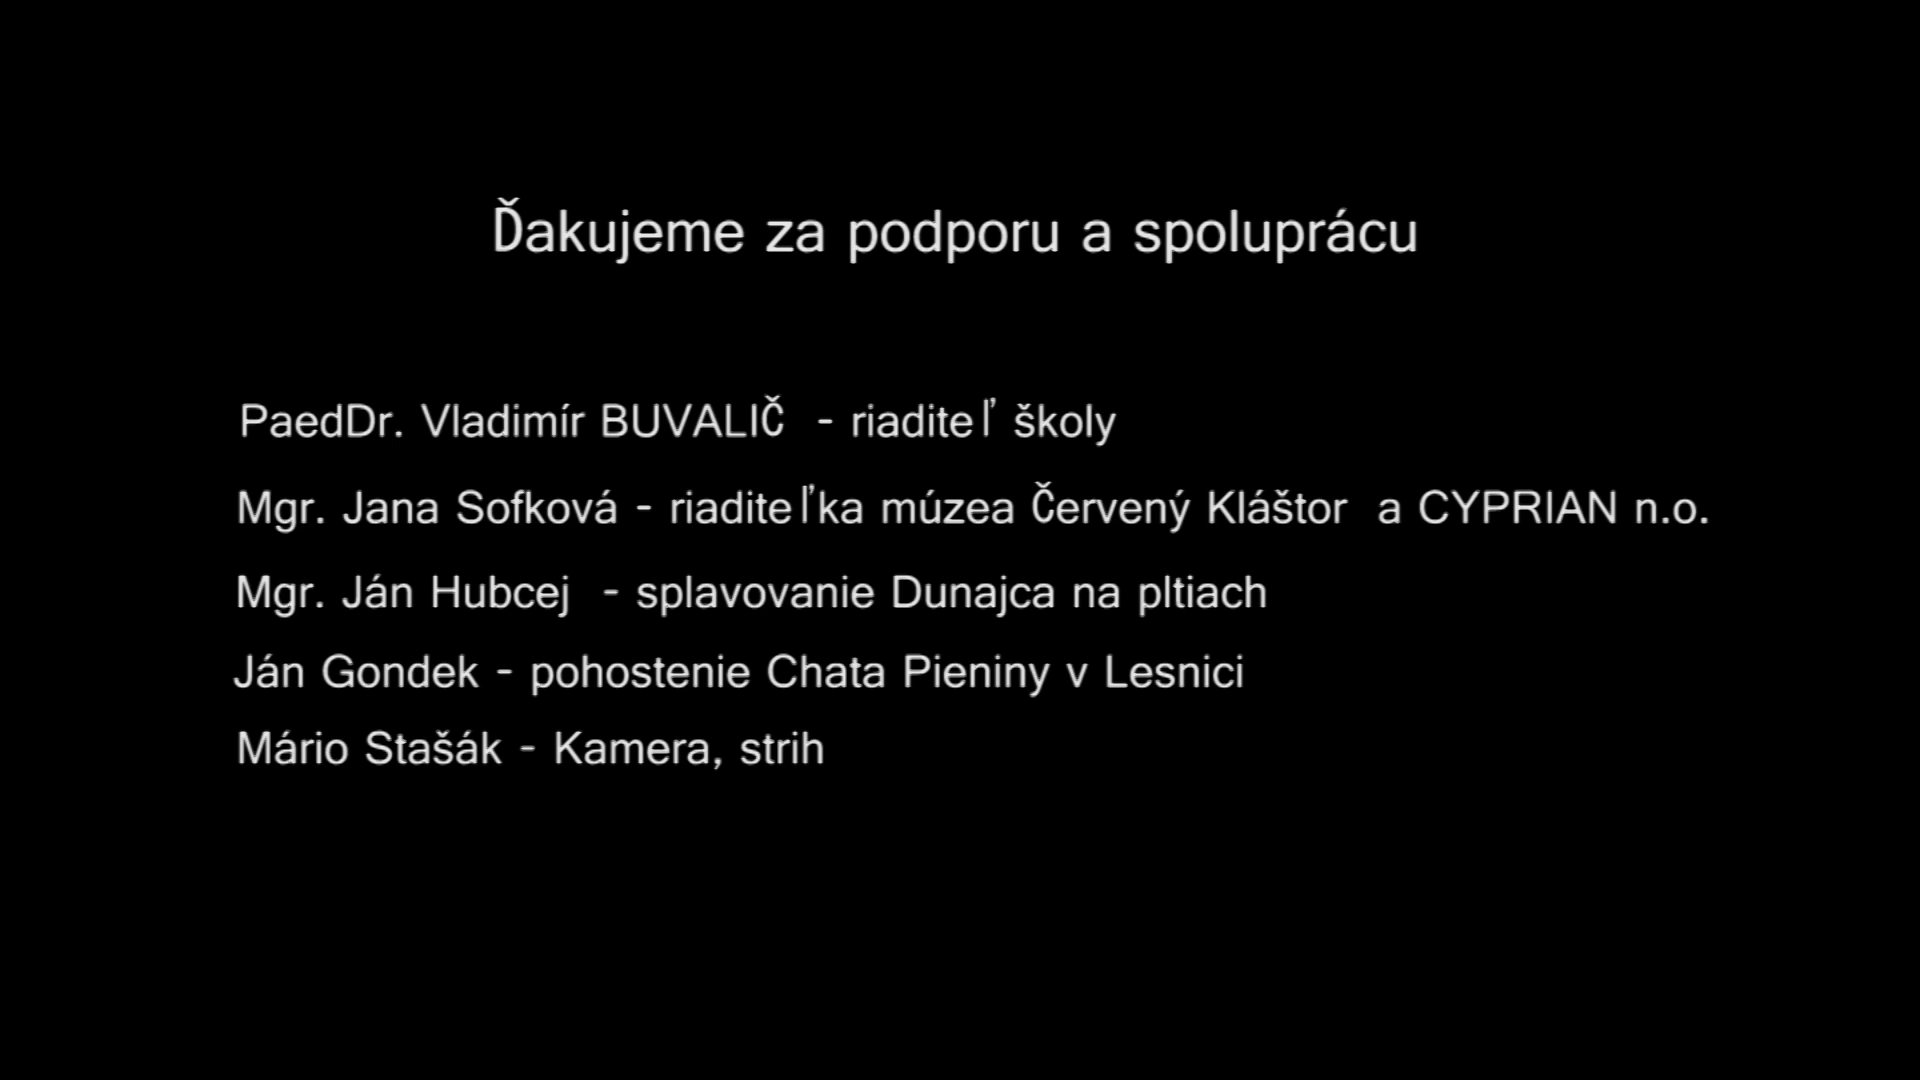 Ďakujeme za podporu a spoluprácu
PaedDr. Vladimír BUVALIČ - riaditeľ školy
Mgr. Jana Sofková - riaditeľka múzea Červený Kláštor a CYPRIAN n.o.
Mgr. Ján Hubcej - splavovanie Dunajca na pltiach
Ján Gondek - pohostenie Chata Pieniny v Lesnici
Mário Stašák - Kamera, strih